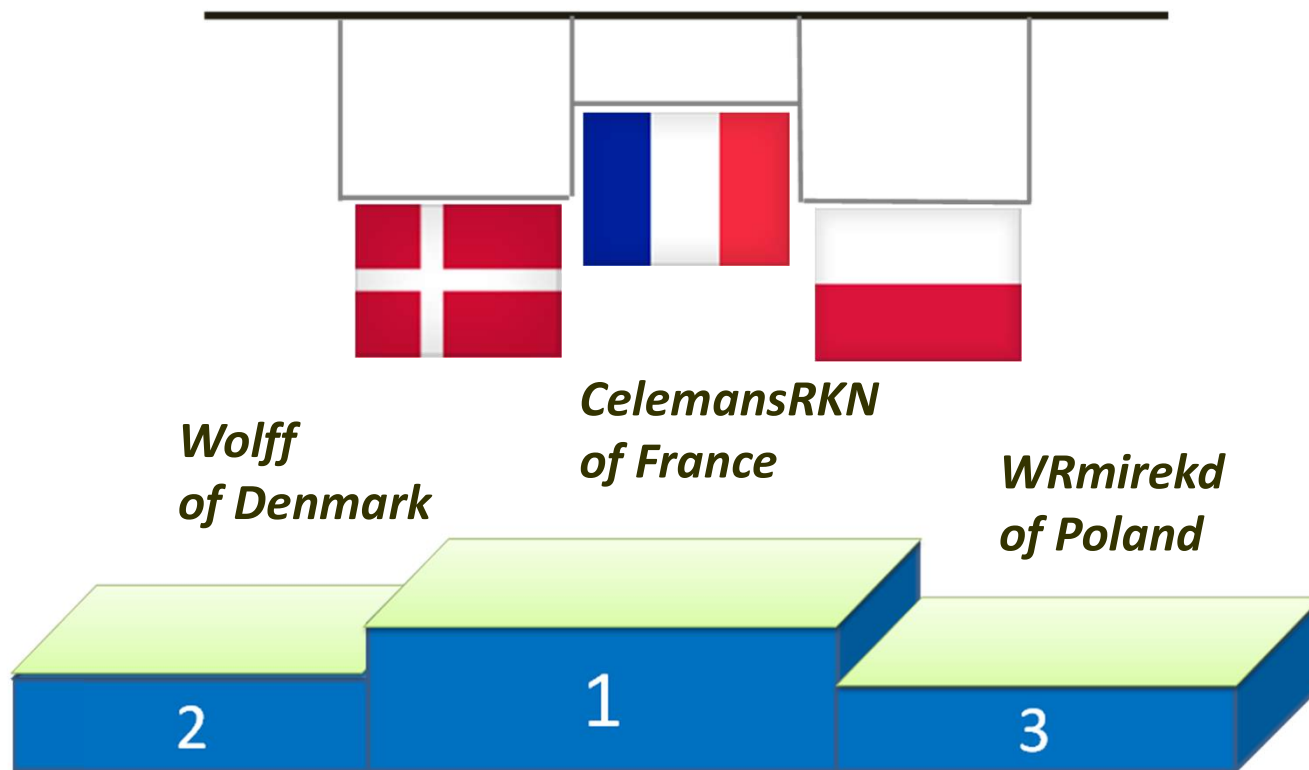 CelemansRKN
of France
Wolff
of Denmark
WRmirekd
of Poland
2
1
3